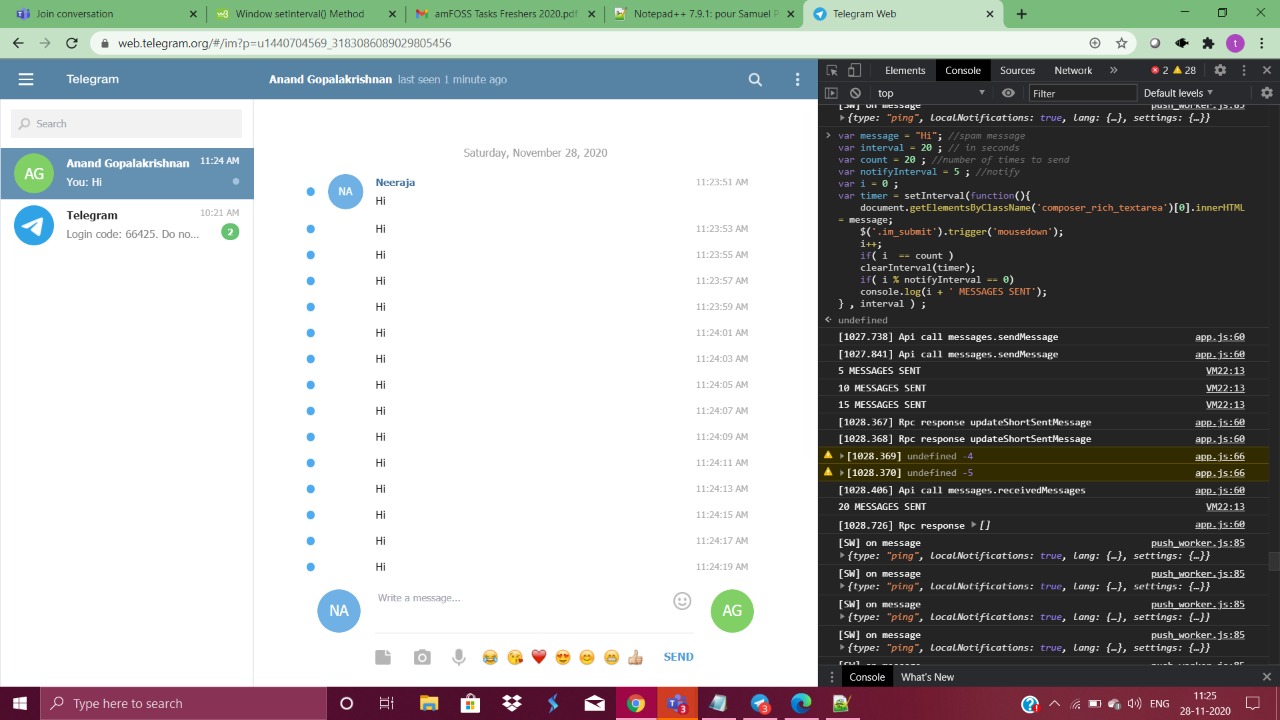 Join conversation
Window setInterval() Method
amFOSS Tasks Freshers 2020.pdf
Notepad++ 7.9.1: pour Samuel P
Telegram Web
web.telegram.org/#/im?p=u1440704569_3183086089029805456
t
Telegram
Anand Gopalakrishnan last seen 1 minute ago
Search
AG
Anand Gopalakrishnan 11:24 AM
You: Hi
Telegram 10:21 AM
Login code: 66425. Do no... 2
Saturday, November 28, 2020
NA
Neeraja 11:23:51 AM
Hi
Hi 11:23:53 AM
Hi 11:23:55 AM
Hi 11:23:57 AM
Hi 11:23:59 AM
Hi 11:24:01 AM
Hi 11:24:03 AM
Hi 11:24:05 AM
Hi 11:24:07 AM
Hi 11:24:09 AM
Hi 11:24:11 AM
Hi 11:24:13 AM
Hi 11:24:15 AM
Hi 11:24:17 AM
Hi 11:24:19 AM
NA
Write a message...
AG
SEND
Elements Console Sources Network » 2 28
top Filter Default levels
[SW] on message push_worker.js:85
{type: "ping", localNotifications: true, lang: {…}, settings: {…}}
var message = "Hi"; //spam message
var interval = 20 ; // in seconds
var count = 20 ; //number of times to send
var notifyInterval = 5 ; //notify
var i = 0 ;
var timer = setInterval(function(){
document.getElementsByClassName('composer_rich_textarea')[0].innerHTML
= message;
$('.im_submit').trigger('mousedown');
i++;
if( i == count )
clearInterval(timer);
if( i % notifyInterval == 0)
console.log(i + ' MESSAGES SENT');
} , interval ) ;
undefined
[1027.738] Api call messages.sendMessage app.js:60
[1027.841] Api call messages.sendMessage app.js:60
5 MESSAGES SENT VM22:13
10 MESSAGES SENT VM22:13
15 MESSAGES SENT VM22:13
[1028.367] Rpc response updateShortSentMessage app.js:60
[1028.368] Rpc response updateShortSentMessage app.js:60
[1028.369] undefined -4 app.js:66
[1028.370] undefined -5 app.js:66
[1028.406] Api call messages.receivedMessages app.js:60
20 MESSAGES SENT VM22:13
[1028.726] Rpc response [] app.js:60
[SW] on message push_worker.js:85
{type: "ping", localNotifications: true, lang: {…}, settings: {…}}
[SW] on message push_worker.js:85
{type: "ping", localNotifications: true, lang: {…}, settings: {…}}
[SW] on message push_worker.js:85
{type: "ping", localNotifications: true, lang: {…}, settings: {…}}
[SW] on message push_worker.js:85
{type: "ping", localNotifications: true, lang: {…}, settings: {…}}
[SW] on message push_worker.js:85
Console What's New
Type here to search
3
3
ENG
11:25
28-11-2020